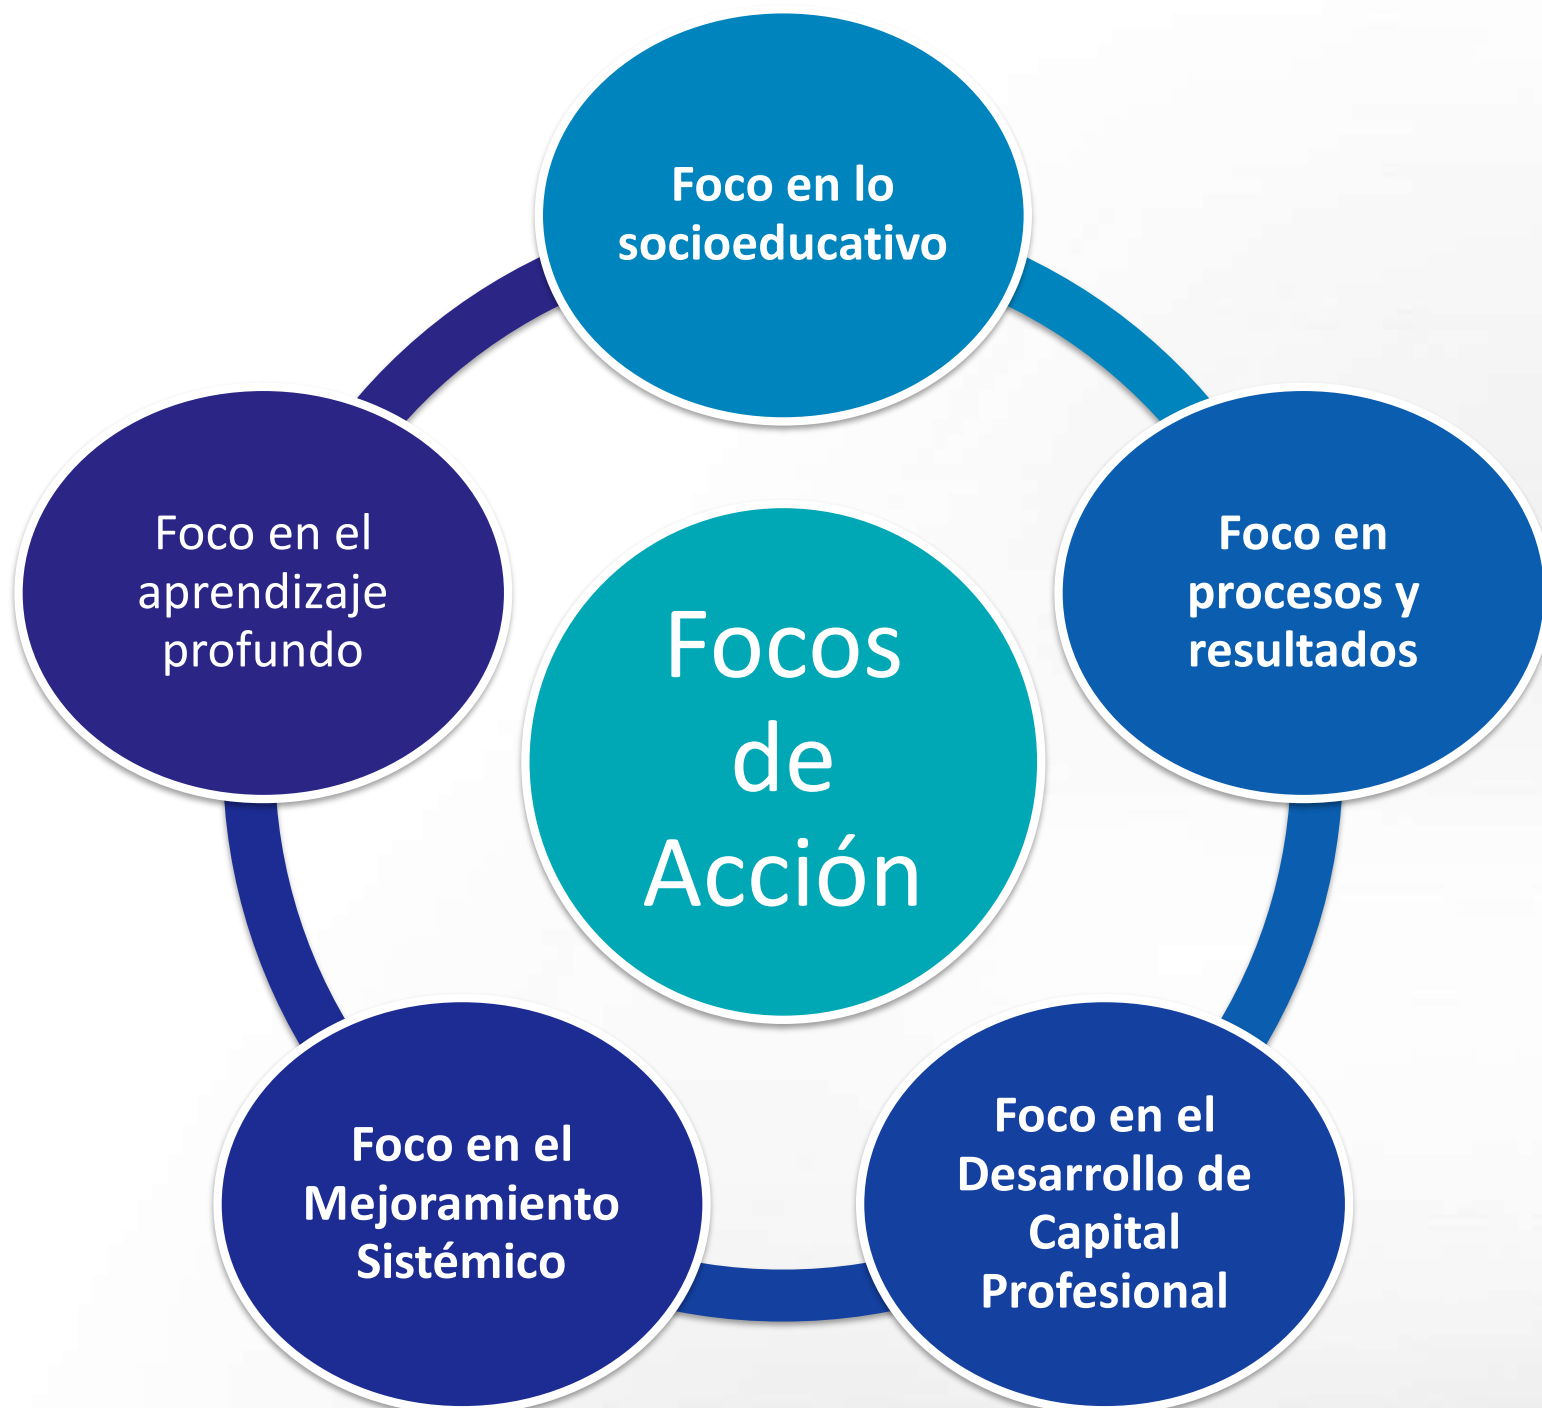 Foco en lo
socioeducativo
Foco en
procesos y
resultados
Foco en el
Desarrollo de
Capital
Profesional
Foco en el
Mejoramiento
Sistémico
Foco en el
aprendizaje
profundo
Focos
de
Acción